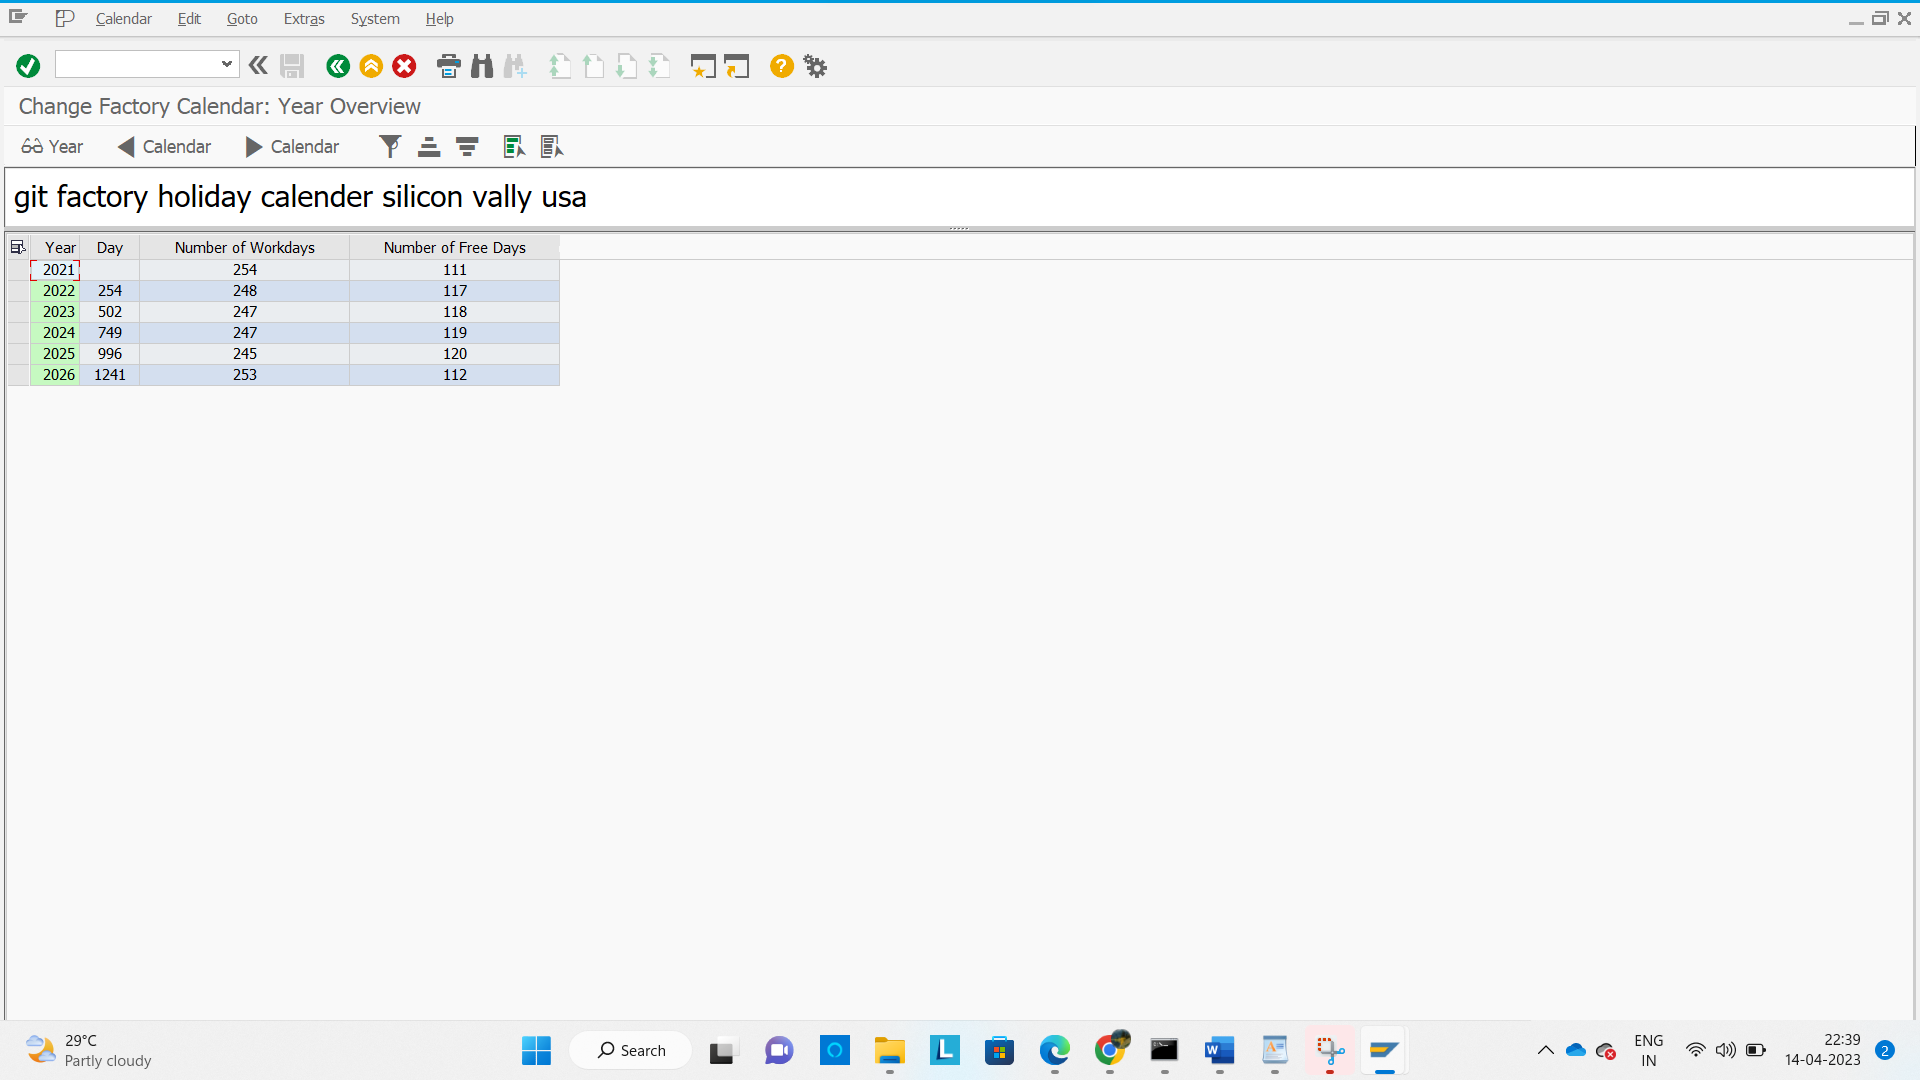 Calendar Edit Goto Extras System Help
Change Factory Calendar: Year Overview
Year Calendar Calendar
git factory holiday calender silicon vally usa
Year Day Number of Workdays Number of Free Days
2021 254 111
2022 254 248 117
2023 502 247 118
2024 749 247 119
2025 996 245 120
2026 1241 253 112
29°C
Partly cloudy
Search
ENG
IN
22:39
14-04-2023
2